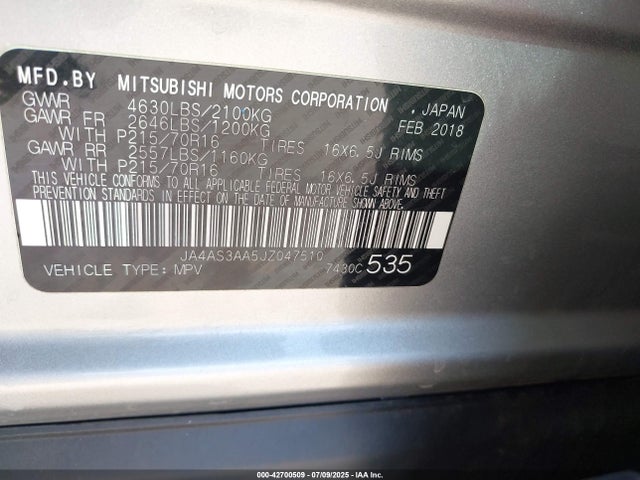 MFD.BY MITSUBISHI MOTORS CORPORATION . JAPAN
GVWR 4630LBS/2100KG FEB 2018
GAWR FR 2646LBS/1200KG
WITH P215/70R16 TIRES 16X6.5J RIMS
GAWR RR 2557LBS/1160KG
WITH P215/70R16 TIRES 16X6.5J RIMS
THIS VEHICLE CONFORMS TO ALL APPLICABLE FEDERAL MOTOR VEHICLE SAFETY AND THEFT
PREVENTION STANDARDS IN EFFECT ON THE DATE OF MANUFACTURE SHOWN ABOVE.
JA4AS3AA5JZ047510
VEHICLE TYPE: MPV 7430C 535
000-42700509 - 07/09/2025 - IAA Inc.